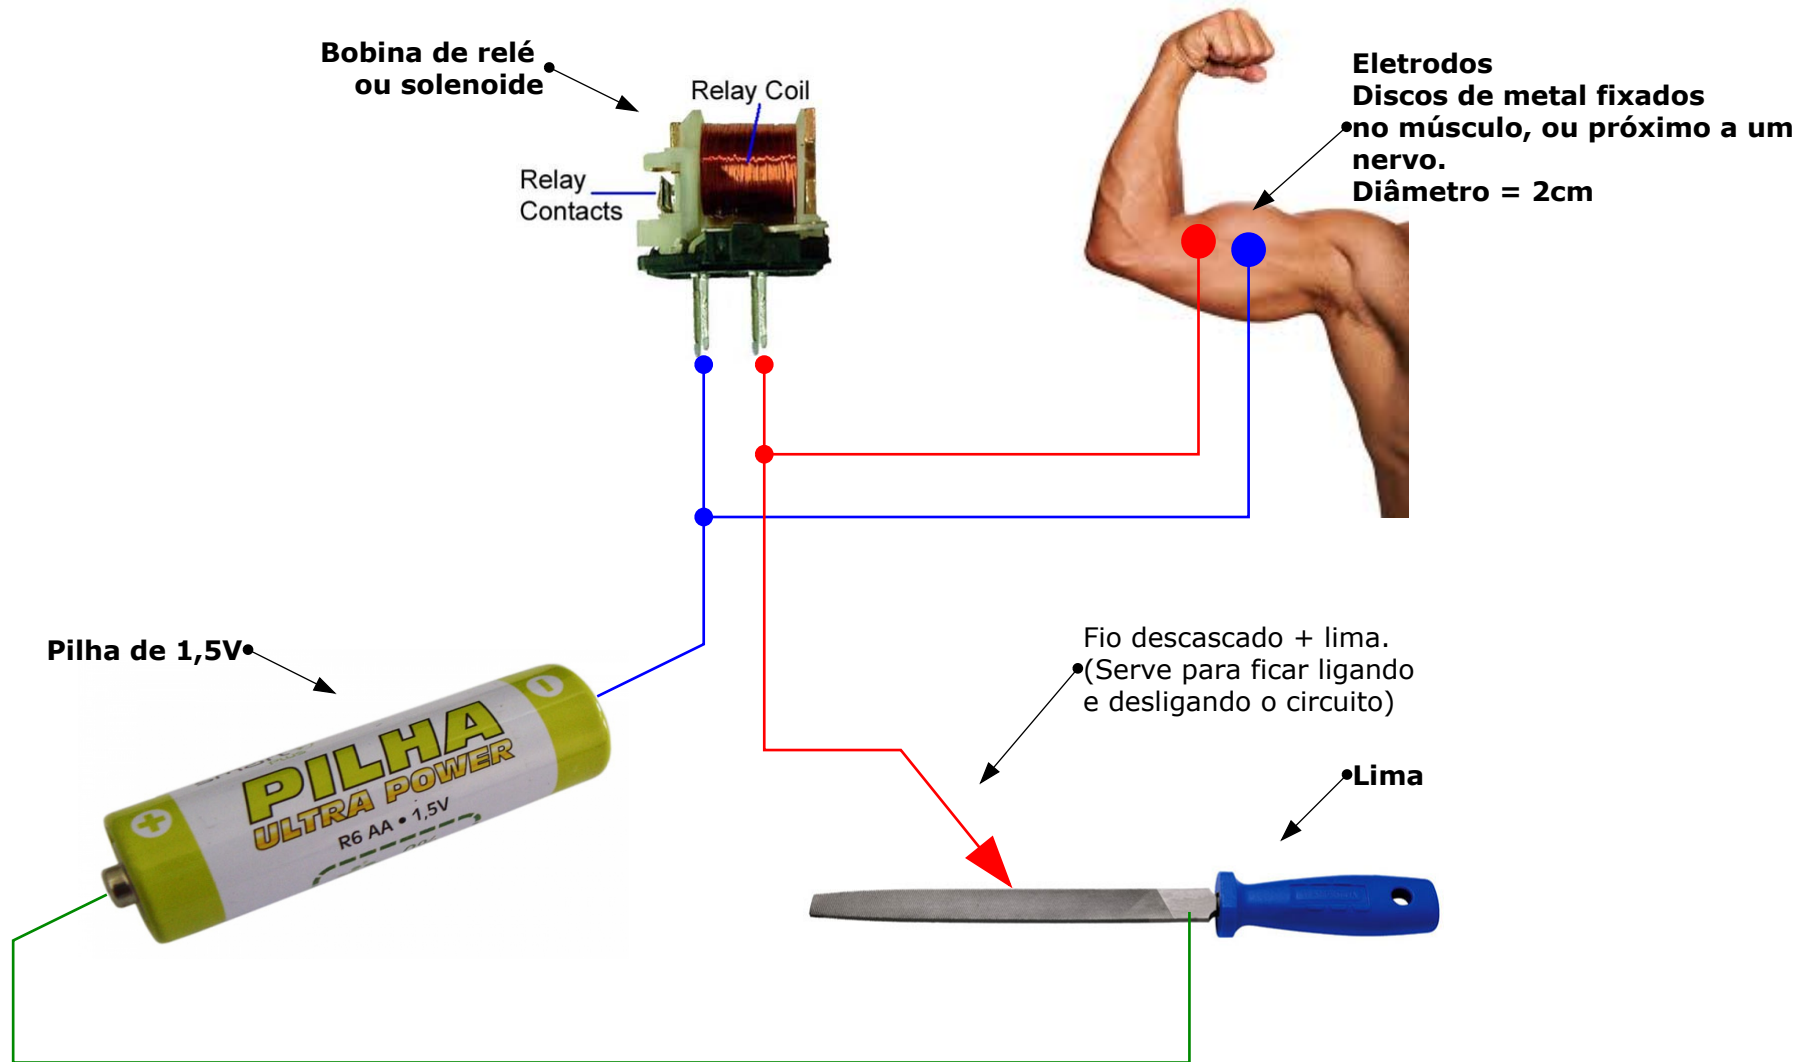 Bobina de relé
ou solenoide
Relay Coil
Relay
Contacts
Eletrodos
Discos de metal fixados
no músculo, ou próximo a um
nervo.
Diâmetro = 2cm
Pilha de 1,5V
PILHA
ULTRA POWER
R6 AA • 1,5V
Fio descascado + lima.
(Serve para ficar ligando
e desligando o circuito)
Lima